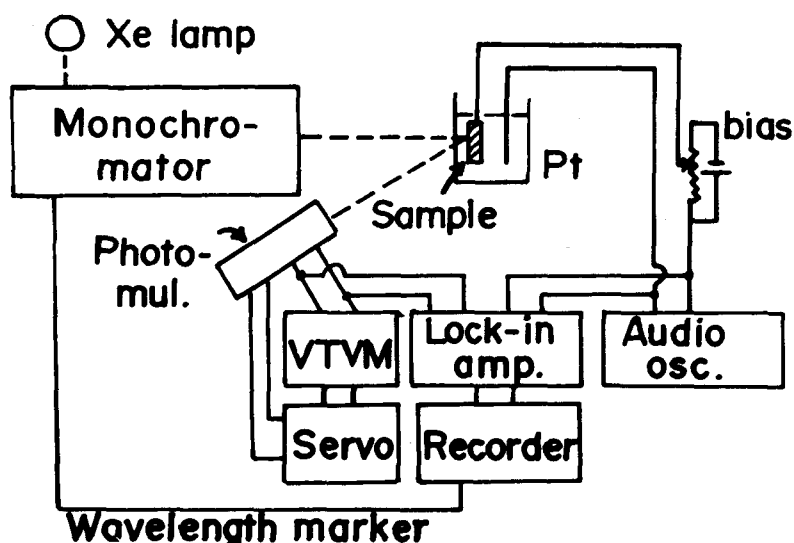 Xe lamp
Monochro-
mator
bias
Pt
Sample
Photo-
mul.
VTVM
Lock-in
amp.
Audio
osc.
Servo
Recorder
Wavelength marker